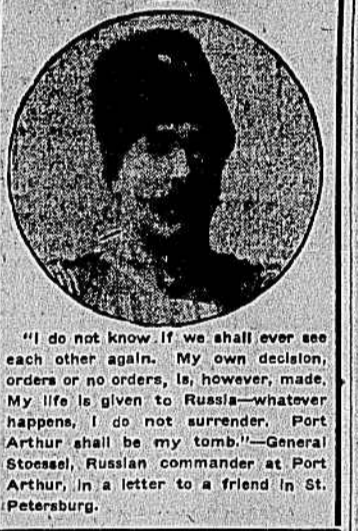 "I do not know if we shall ever see
each other again. My own decision,
orders or no orders, is, however, made.
My life is given to Russia—whatever
happens, I do not surrender. Port
Arthur shall be my tomb."—General
Stoessel, Russian commander at Port
Arthur, in a letter to a friend in St.
Petersburg.